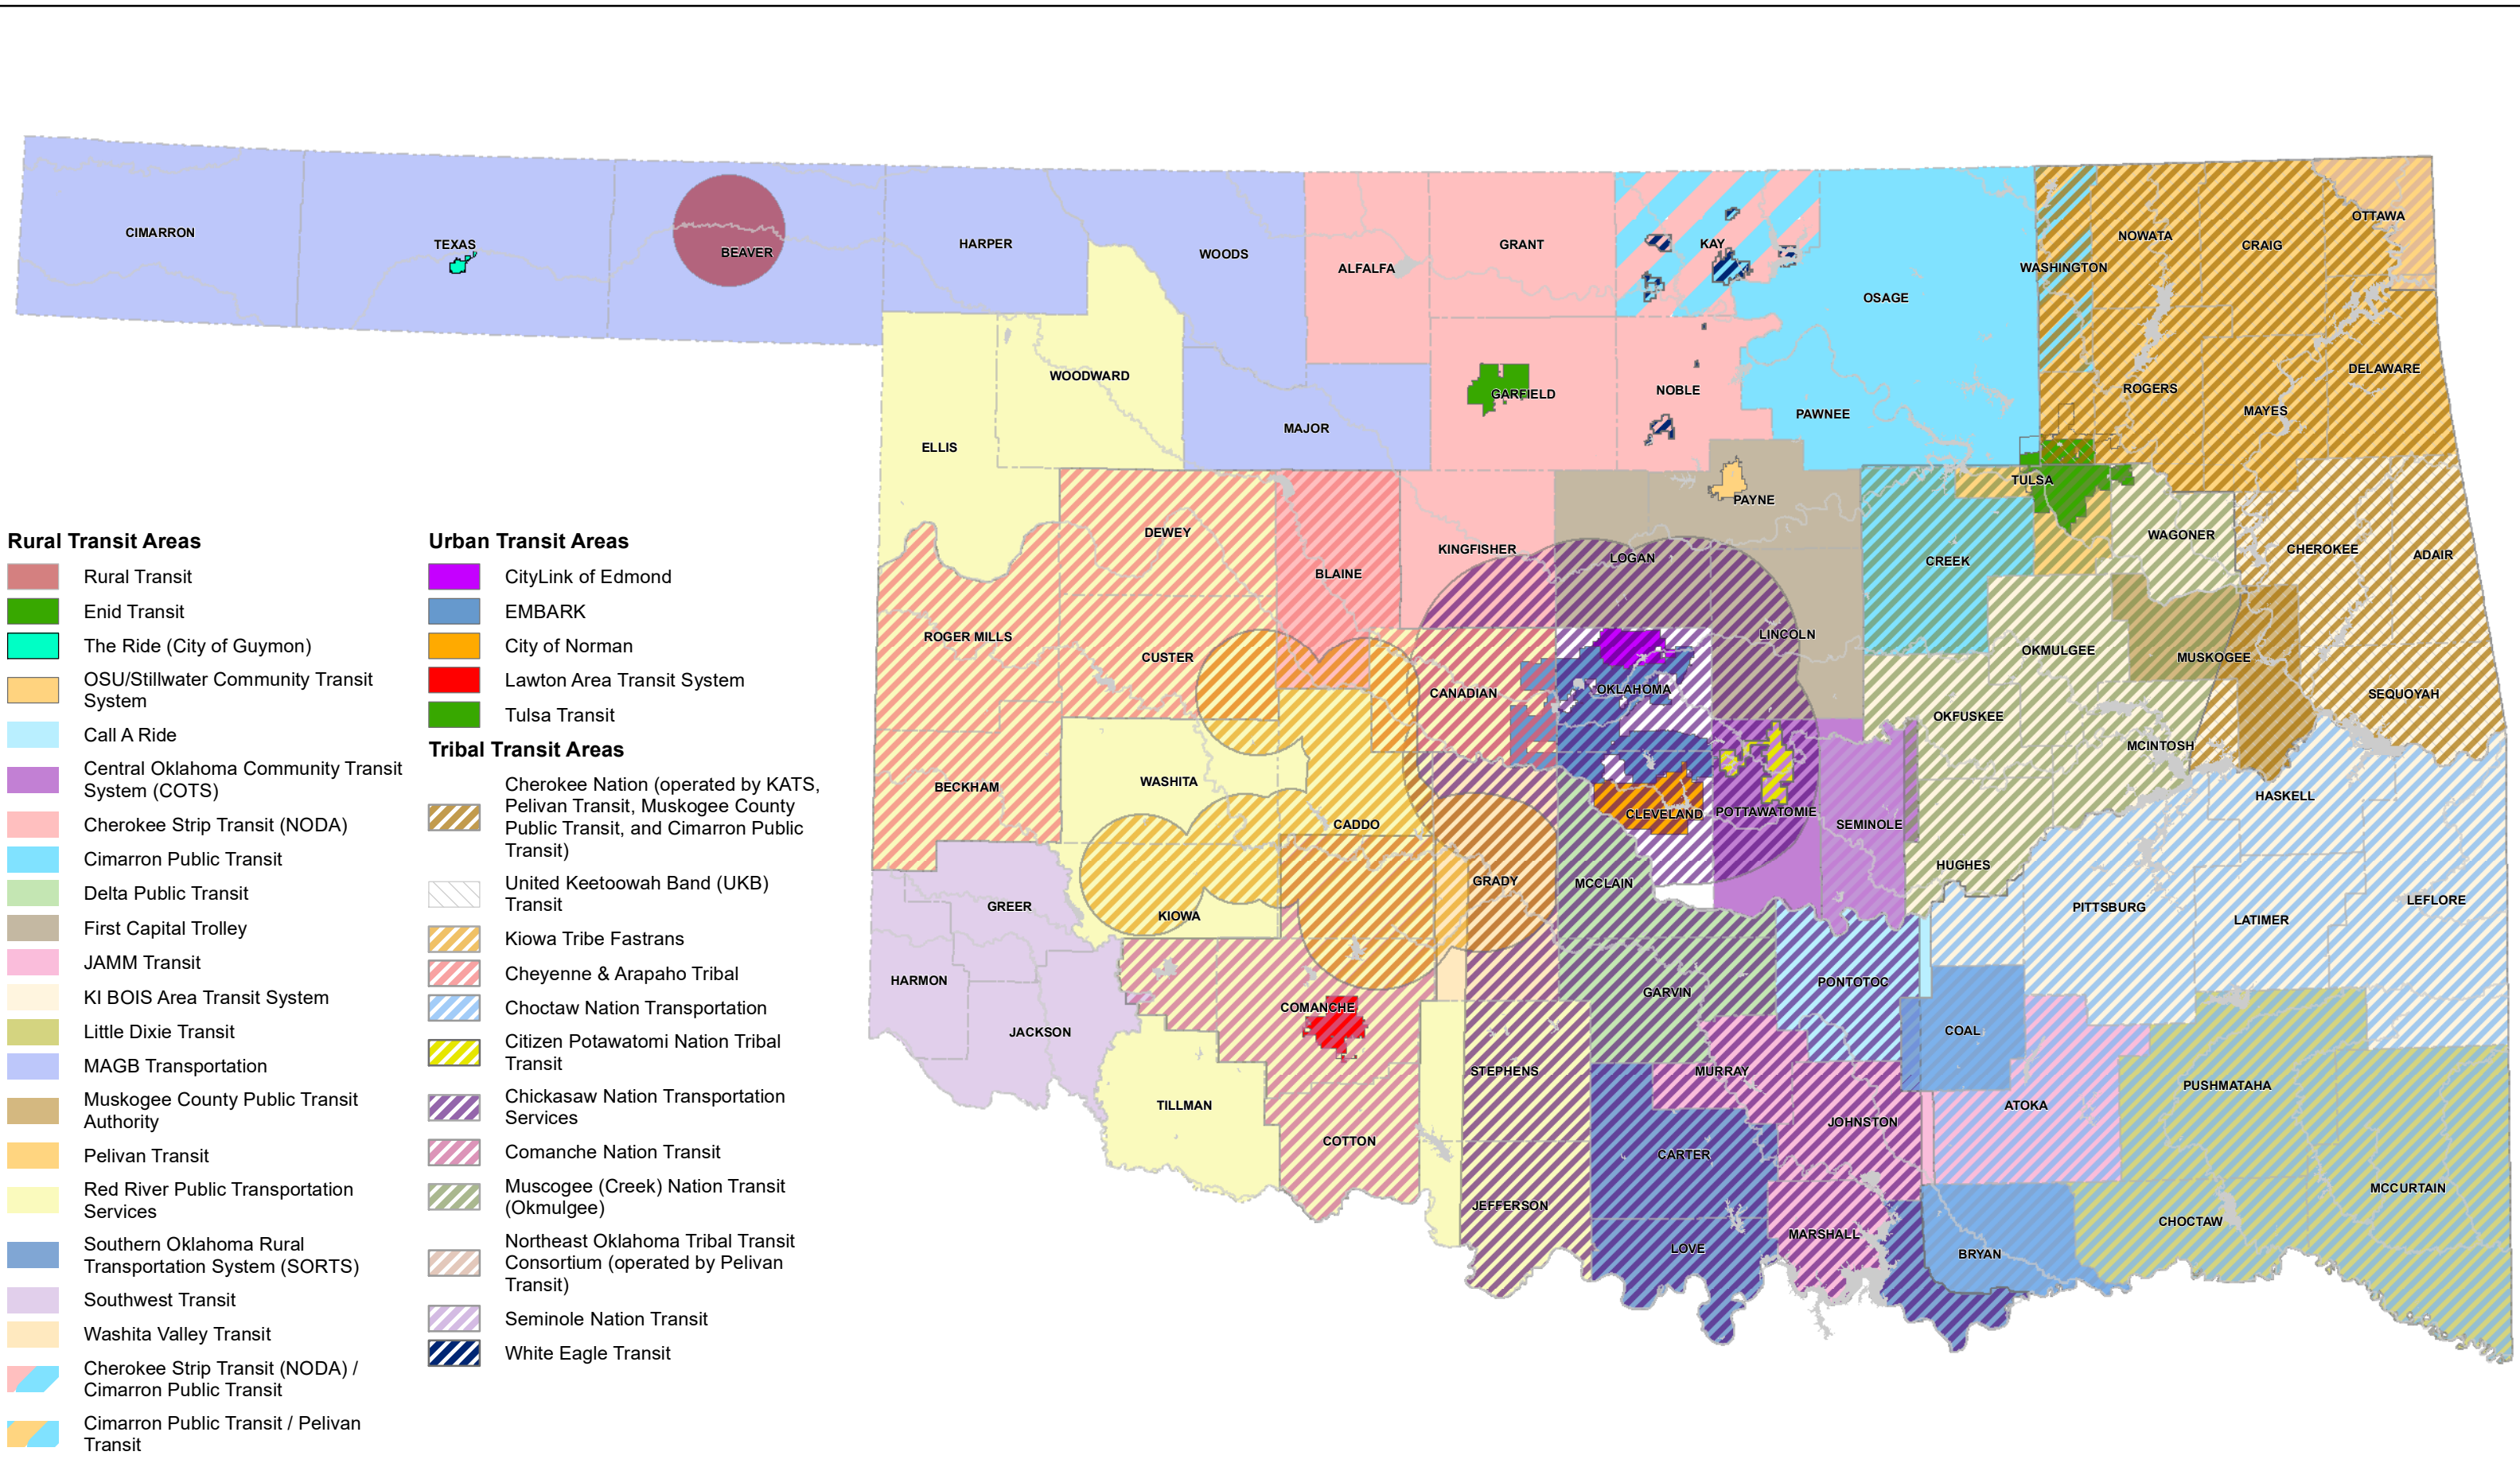 CIMARRON
TEXAS
BEAVER
HARPER
WOODS
ALFALFA
GRANT
KAY
OSAGE
WASHINGTON
NOWATA
CRAIG
OTTAWA
WOODWARD
ELLIS
MAJOR
GARFIELD
NOBLE
PAWNEE
ROGERS
MAYES
DELAWARE
DEWEY
BLAINE
KINGFISHER
LOGAN
PAYNE
TULSA
CREEK
WAGONER
CHEROKEE
ADAIR
ROGER MILLS
CUSTER
CANADIAN
OKLAHOMA
LINCOLN
OKMULGEE
MUSKOGEE
SEQUOYAH
BECKHAM
WASHITA
CADDO
CLEVELAND
POTTAWATOMIE
SEMINOLE
OKFUSKEE
MCINTOSH
HASKELL
GREER
KIOWA
GRADY
MCCLAIN
HUGHES
PITTSBURG
LATIMER
LEFLORE
HARMON
JACKSON
COMANCHE
GARVIN
PONTOTOC
COAL
TILLMAN
COTTON
STEPHENS
MURRAY
JOHNSTON
ATOKA
PUSHMATAHA
MCCURTAIN
JEFFERSON
CARTER
LOVE
MARSHALL
BRYAN
CHOCTAW
Rural Transit Areas
Rural Transit
Enid Transit
The Ride (City of Guymon)
OSU/Stillwater Community Transit
System
Call A Ride
Central Oklahoma Community Transit
System (COTS)
Cherokee Strip Transit (NODA)
Cimarron Public Transit
Delta Public Transit
First Capital Trolley
JAMM Transit
KI BOIS Area Transit System
Little Dixie Transit
MAGB Transportation
Muskogee County Public Transit
Authority
Pelivan Transit
Red River Public Transportation
Services
Southern Oklahoma Rural
Transportation System (SORTS)
Southwest Transit
Washita Valley Transit
Cherokee Strip Transit (NODA) /
Cimarron Public Transit
Cimarron Public Transit / Pelivan
Transit
Urban Transit Areas
CityLink of Edmond
EMBARK
City of Norman
Lawton Area Transit System
Tulsa Transit
Tribal Transit Areas
Cherokee Nation (operated by KATS,
Pelivan Transit, Muskogee County
Public Transit, and Cimarron Public
Transit)
United Keetoowah Band (UKB)
Transit
Kiowa Tribe Fastrans
Cheyenne & Arapaho Tribal
Choctaw Nation Transportation
Citizen Potawatomi Nation Tribal
Transit
Chickasaw Nation Transportation
Services
Comanche Nation Transit
Muscogee (Creek) Nation Transit
(Okmulgee)
Northeast Oklahoma Tribal Transit
Consortium (operated by Pelivan
Transit)
Seminole Nation Transit
White Eagle Transit